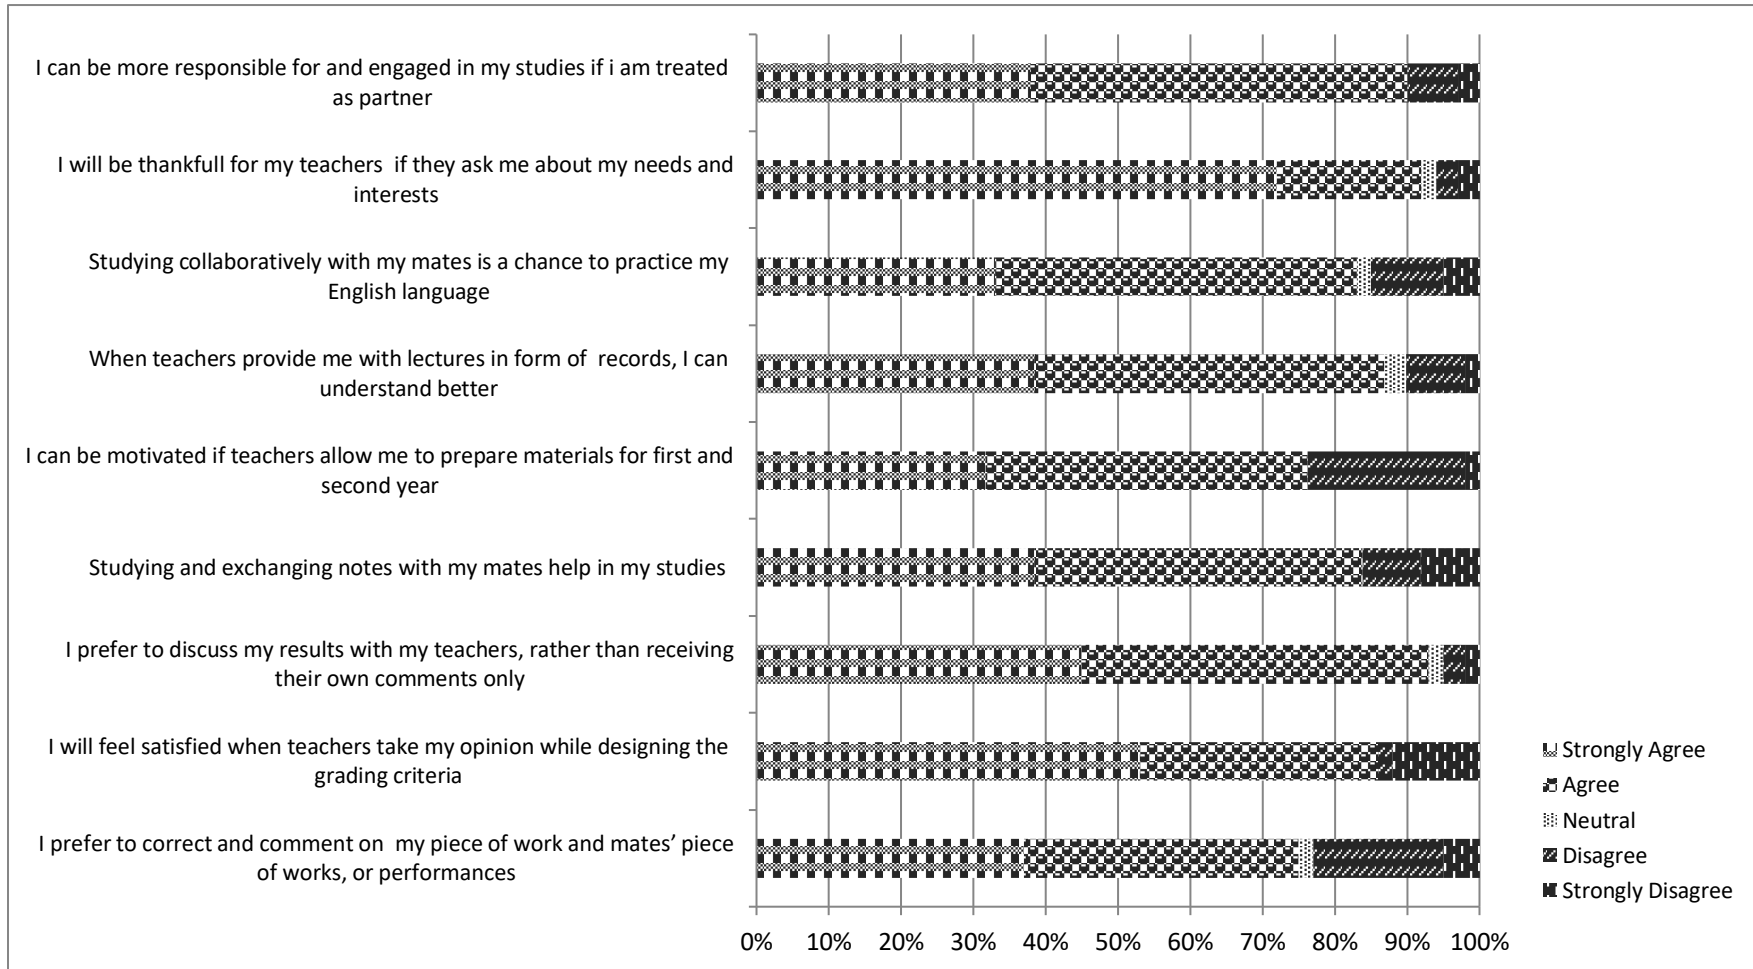 I can be more responsible for and engaged in my studies if i am treated
as partner
I will be thankfull for my teachers  if they ask me about my needs and
interests
Studying collaboratively with my mates is a chance to practice my
English language
When teachers provide me with lectures in form of  records, I can
understand better
I can be motivated if teachers allow me to prepare materials for first and
second year
Studying and exchanging notes with my mates help in my studies
I prefer to discuss my results with my teachers, rather than receiving
their own comments only
I will feel satisfied when teachers take my opinion while designing the
grading criteria
I prefer to correct and comment on  my piece of work and mates’ piece
of works, or performances
0% 10% 20% 30% 40% 50% 60% 70% 80% 90% 100%
Strongly Agree
Agree
Neutral
Disagree
Strongly Disagree